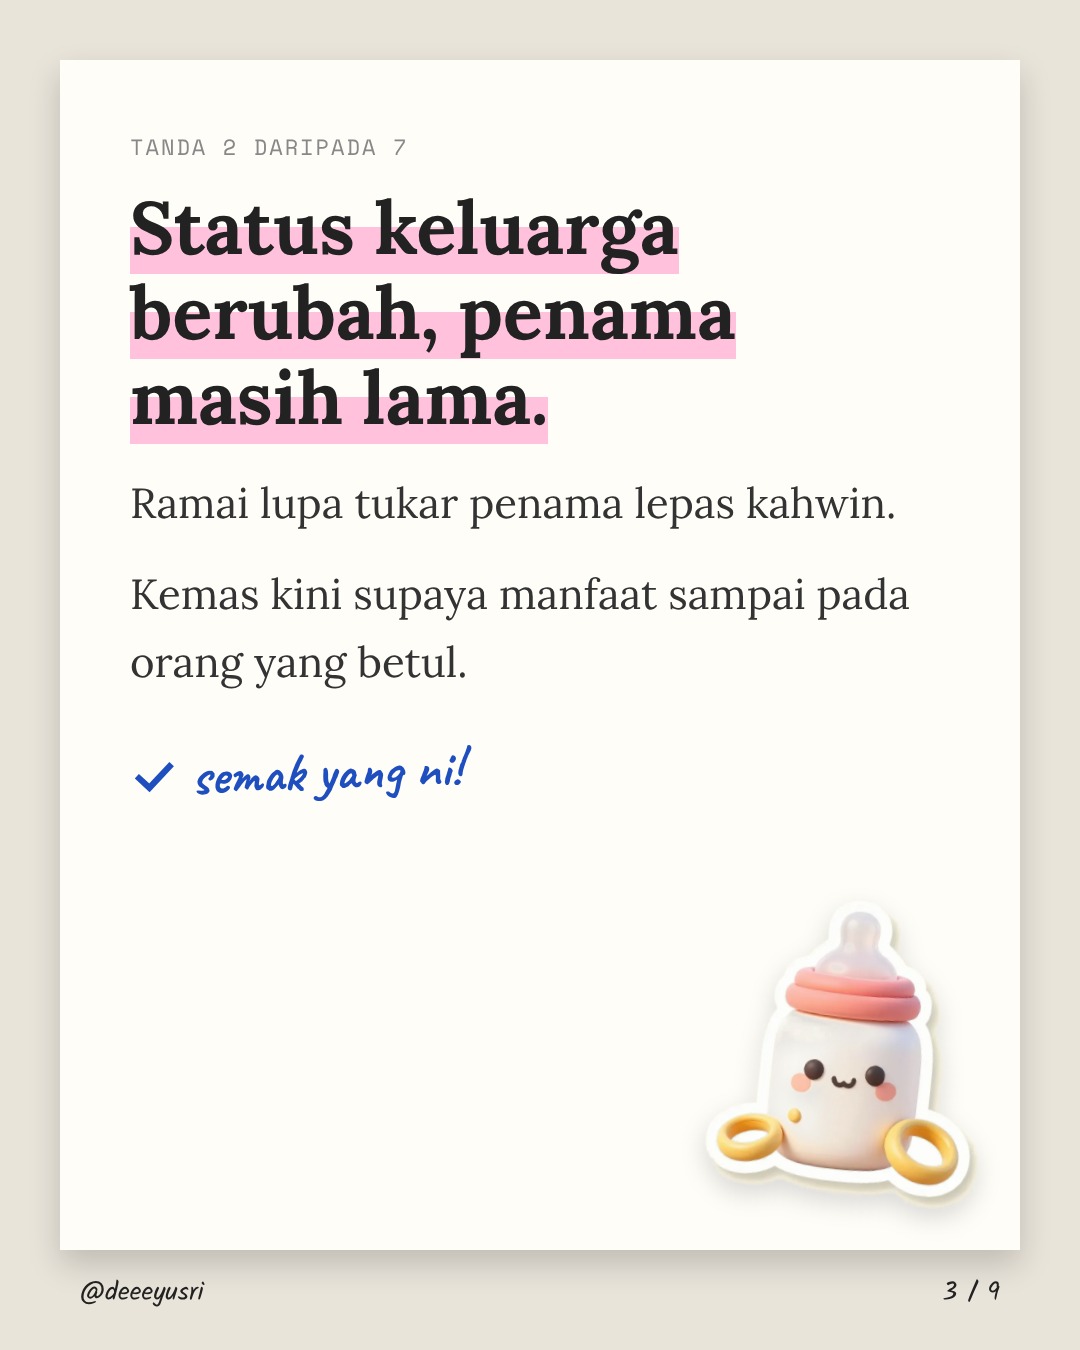 TANDA 2 DARIPADA 7
Status keluarga
berubah, penama
masih lama.
Ramai lupa tukar penama lepas kahwin.
Kemas kini supaya manfaat sampai pada
orang yang betul.
✓ semak yang ni!
@deeeyusri
3 / 9